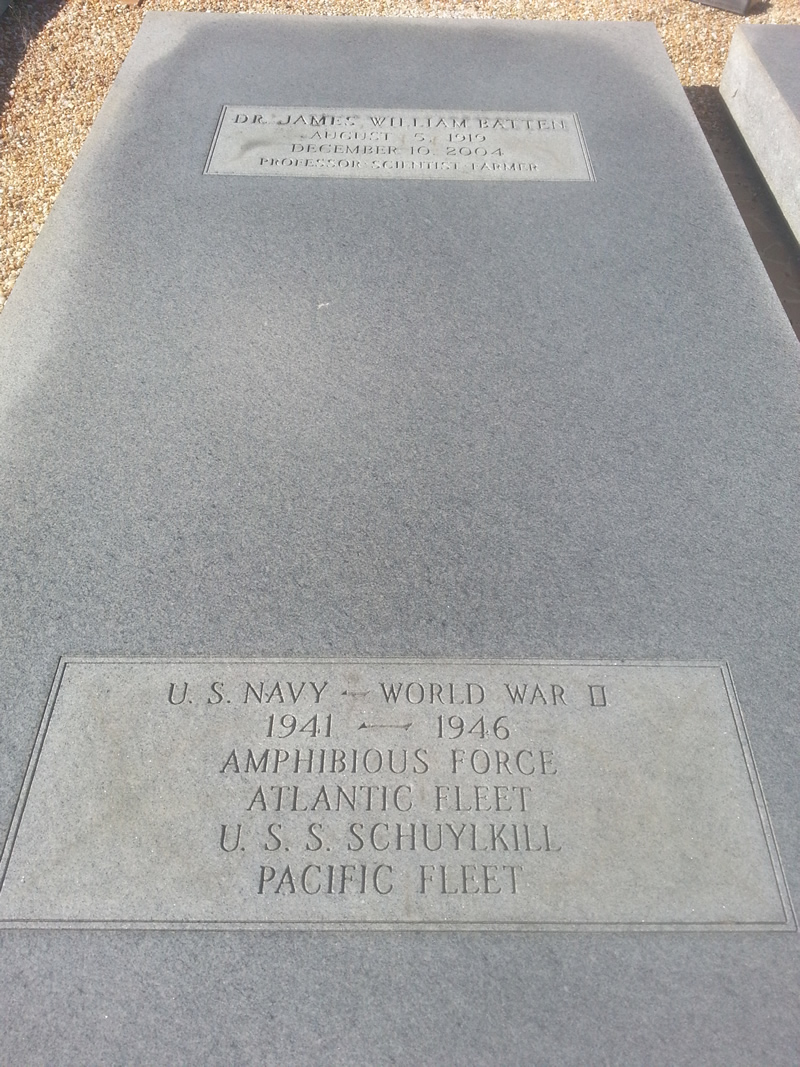 DR. JAMES WILLIAM BATTEN
AUGUST 5, 1919
DECEMBER 10, 2004
PROFESSOR SCIENTIST FARMER
U. S. NAVY — WORLD WAR II
1941 — 1946
AMPHIBIOUS FORCE
ATLANTIC FLEET
U. S. S. SCHUYLKILL
PACIFIC FLEET